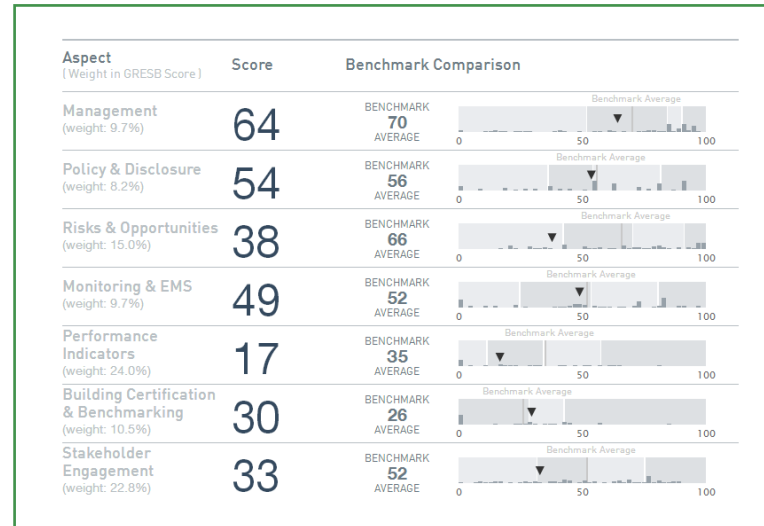 Aspect
(Weight in GRESB Score)
Score
Benchmark Comparison
Management
(weight: 9.7%)
64
BENCHMARK
70
AVERAGE
Benchmark Average
0 50 100
Policy & Disclosure
(weight: 8.2%)
54
BENCHMARK
56
AVERAGE
Benchmark Average
0 50 100
Risks & Opportunities
(weight: 15.0%)
38
BENCHMARK
66
AVERAGE
Benchmark Average
0 50 100
Monitoring & EMS
(weight: 9.7%)
49
BENCHMARK
52
AVERAGE
Benchmark Average
0 50 100
Performance
Indicators
(weight: 24.0%)
17
BENCHMARK
35
AVERAGE
Benchmark Average
0 50 100
Building Certification
& Benchmarking
(weight: 10.5%)
30
BENCHMARK
26
AVERAGE
Benchmark Average
0 50 100
Stakeholder
Engagement
(weight: 22.8%)
33
BENCHMARK
52
AVERAGE
Benchmark Average
0 50 100